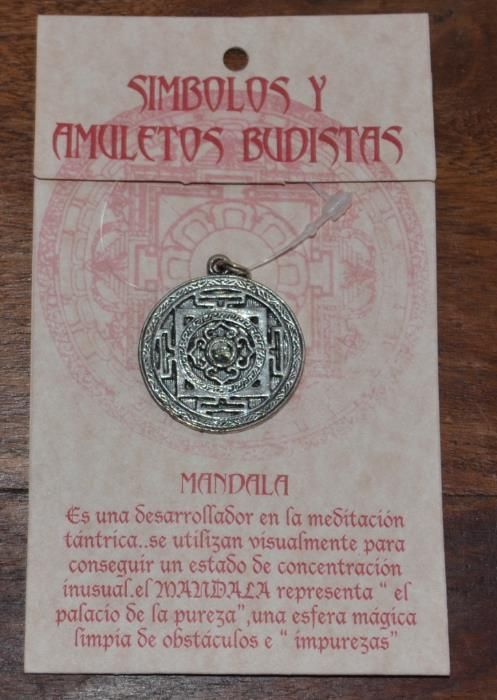 SIMBOLOS Y
AMULETOS BUDISTAS
MANDALA
Es una desarrollador en la meditación
tántrica..se utilizan visualmente para
conseguir un estado de concentración
inusual.el MANDALA representa “ el
palacio de la pureza”,una esfera mágica
limpia de obstáculos e “ impurezas”